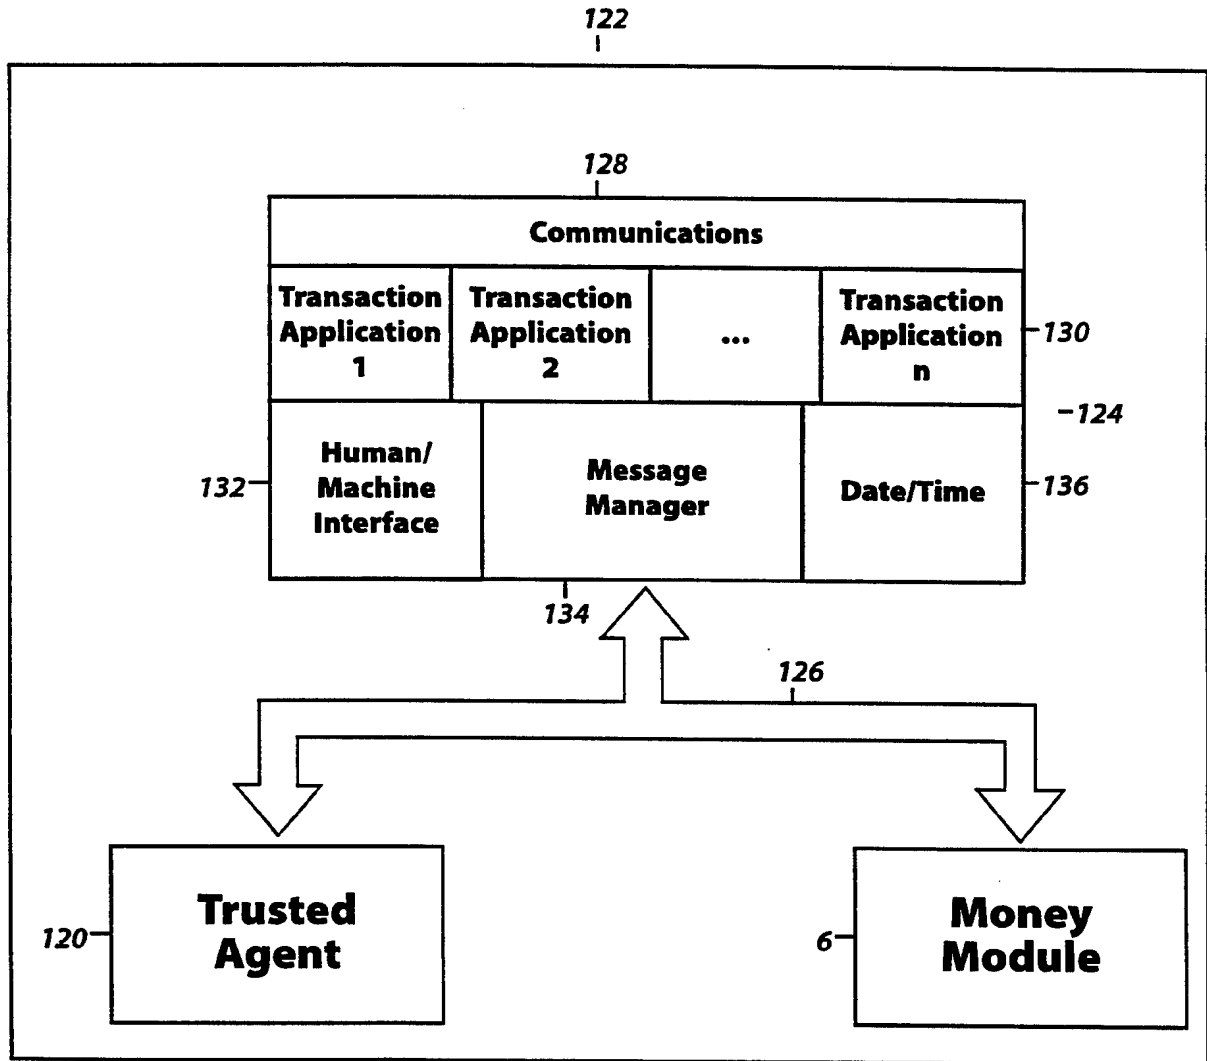 122
128
Communications
Transaction
Application
1
Transaction
Application
2
...
Transaction
Application
n
130
124
132
Human/
Machine
Interface
Message
Manager
Date/Time
136
134
126
120
Trusted
Agent
6
Money
Module